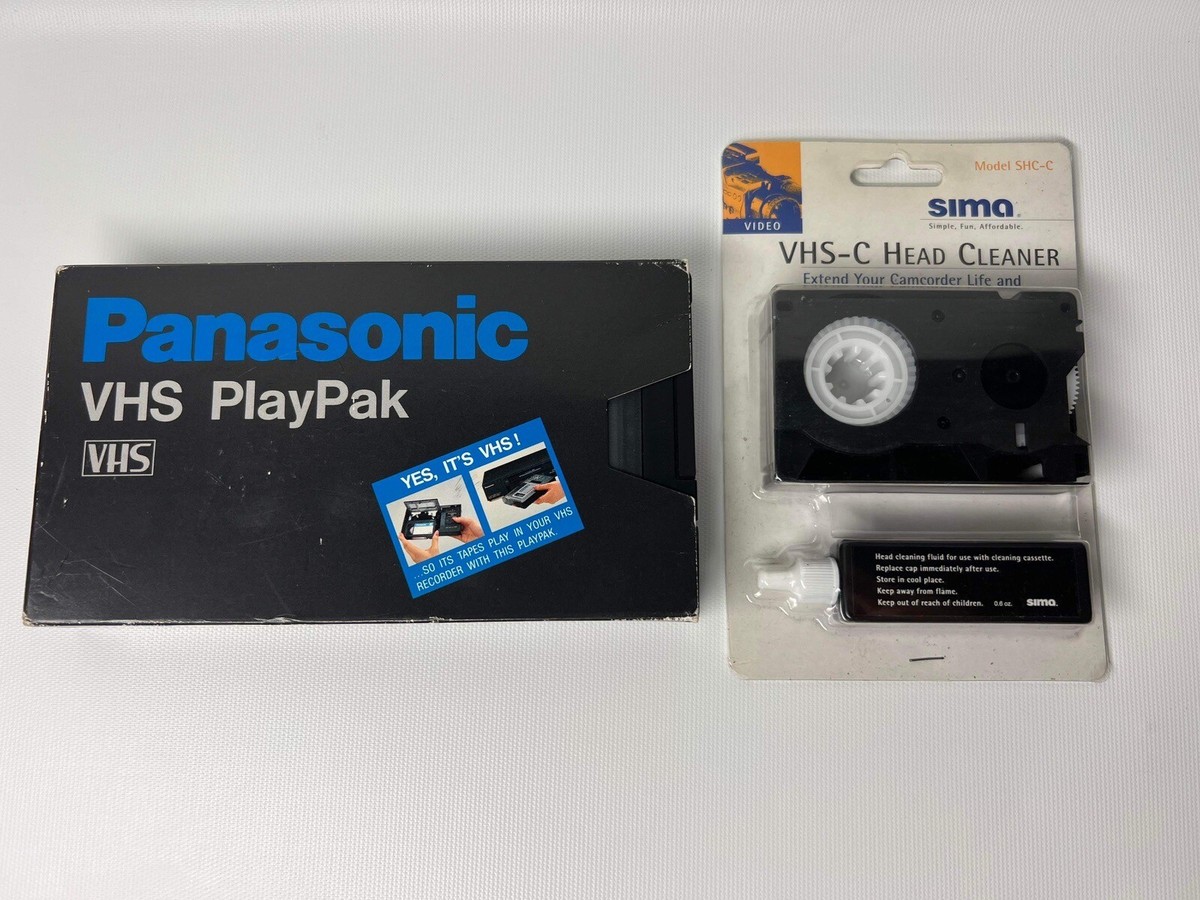 Panasonic
VHS PlayPak
VHS
YES, IT'S VHS!
...SO ITS TAPES PLAY IN YOUR VHS
RECORDER WITH THIS PLAYPAK.
Model SHC-C
VIDEO
sima®
Simple, Fun, Affordable.
VHS-C HEAD CLEANER
Extend Your Camcorder Life and
Head cleaning fluid for use with cleaning cassette.
Replace cap immediately after use.
Store in cool place.
Keep away from flame.
Keep out of reach of children. 0.6 oz. sima.